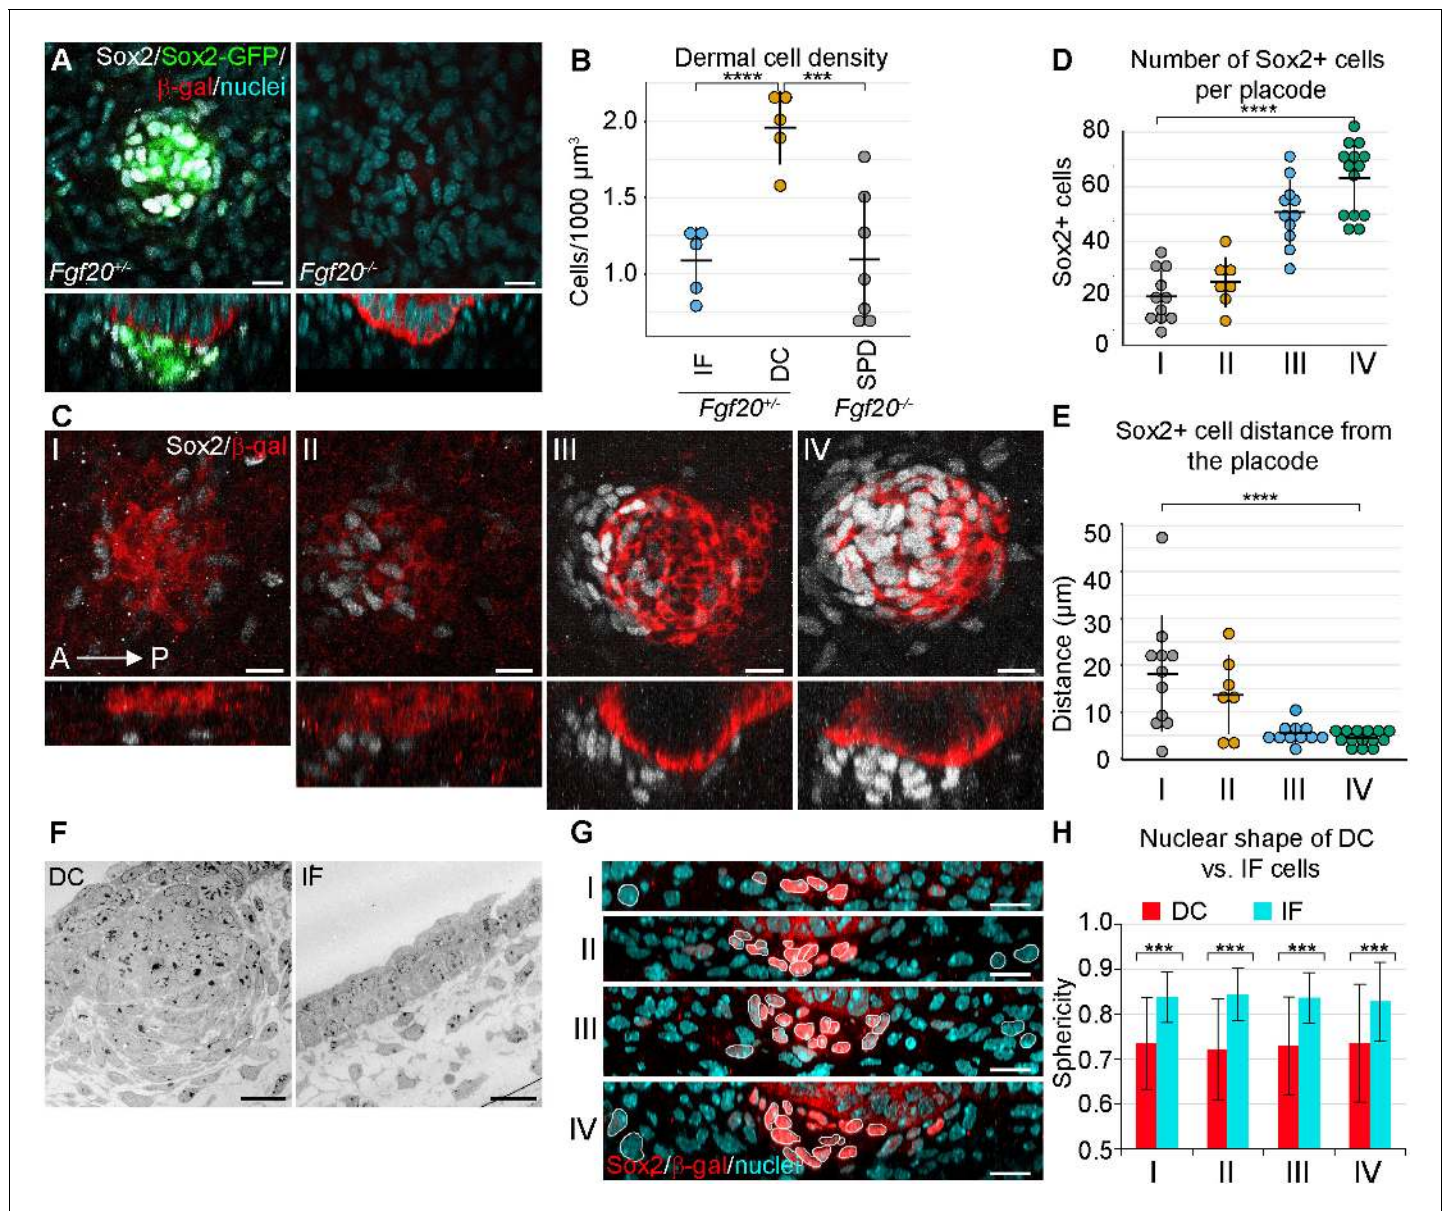 A
Sox2/Sox2-GFP/
β-gal/nuclei
Fgf20+/-
Fgf20-/-
B
Dermal cell density
**** ***
Cells/1000 µm³
2.0
1.5
1.0
IF
DC
SPD
Fgf20+/-
Fgf20-/-
C
Sox2/β-gal
I
II
III
IV
A P
D
Number of Sox2+ cells
per placode
****
Sox2+ cells
80
60
40
20
0
I II III IV
E
Sox2+ cell distance from
the placode
****
Distance (µm)
50
40
30
20
10
0
I II III IV
F
DC
IF
G
I
II
III
IV
Sox2/β-gal/nuclei
H
Nuclear shape of DC
vs. IF cells
DC IF
*** *** *** ***
Sphericity
1.0
0.9
0.8
0.7
0.6
0.5
I II III IV